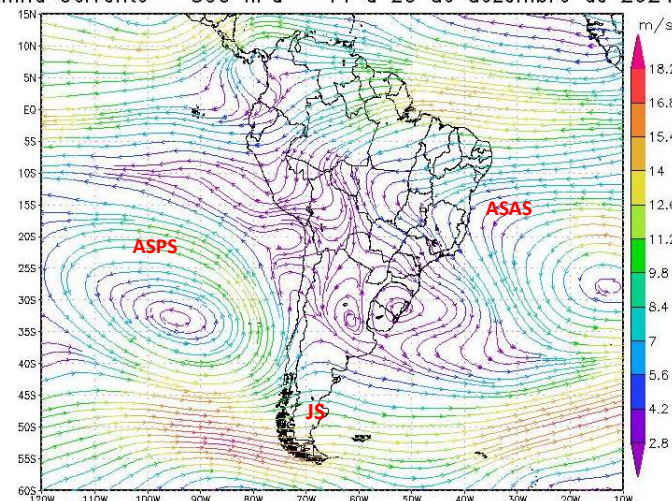 Corrente hPa a de dezembro de
m/s
15N
10N
5N
EQ
5S
10S
15S
20S
25S
30S
35S
40S
45S
50S
55S
60S
ASAS
ASPS
JS
120W 110W 100W 90W 80W 70W 60W 50W 40W 30W 20W 10W
18.2
16.8
15.4
14
12.6
11.2
9.8
8.4
7
5.6
4.2
2.8